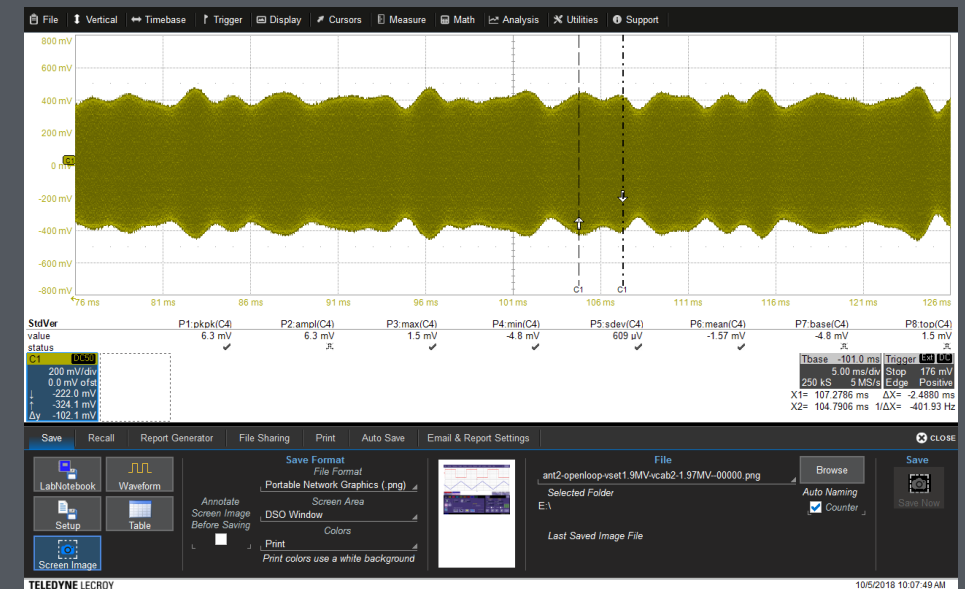 File Vertical Timebase Trigger Display Cursors Measure Math Analysis Utilities Support
800 mV
600 mV
400 mV
200 mV
0 mV
C1
-200 mV
-400 mV
-600 mV
-800 mV
C1 C1
76 ms 81 ms 86 ms 91 ms 96 ms 101 ms 106 ms 111 ms 116 ms 121 ms 126 ms
StdVer P1:pkpk(C4) P2:ampl(C4) P3:max(C4) P4:min(C4) P5:sdev(C4) P6:mean(C4) P7:base(C4) P8:top(C4)
value 6.3 mV 6.3 mV 1.5 mV -4.8 mV 609 µV -1.57 mV -4.8 mV 1.5 mV
status
C1 DC50
200 mV/div
0.0 mV ofst
↓ -222.0 mV
↑ -324.1 mV
Δy -102.1 mV
Tbase -101.0 ms Trigger Ext DC
5.00 ms/div Stop 176 mV
250 kS 5 MS/s Edge Positive
X1= 107.2786 ms ΔX= -2.4880 ms
X2= 104.7906 ms 1/ΔX= -401.93 Hz
Save Recall Report Generator File Sharing Print Auto Save Email & Report Settings CLOSE
LabNotebook
Waveform
Setup
Table
Screen Image
Annotate
Screen Image
Before Saving
Save Format
File Format
Portable Network Graphics (.png)
Screen Area
DSO Window
Colors
Print
Print colors use a white background
File
ant2-openloop-vset1.9MV-vcab2-1.97MV--00000.png
Browse
Selected Folder
E:\
Auto Naming
Counter
Last Saved Image File
Save
Save Now
TELEDYNE LECROY 10/5/2018 10:07:49 AM